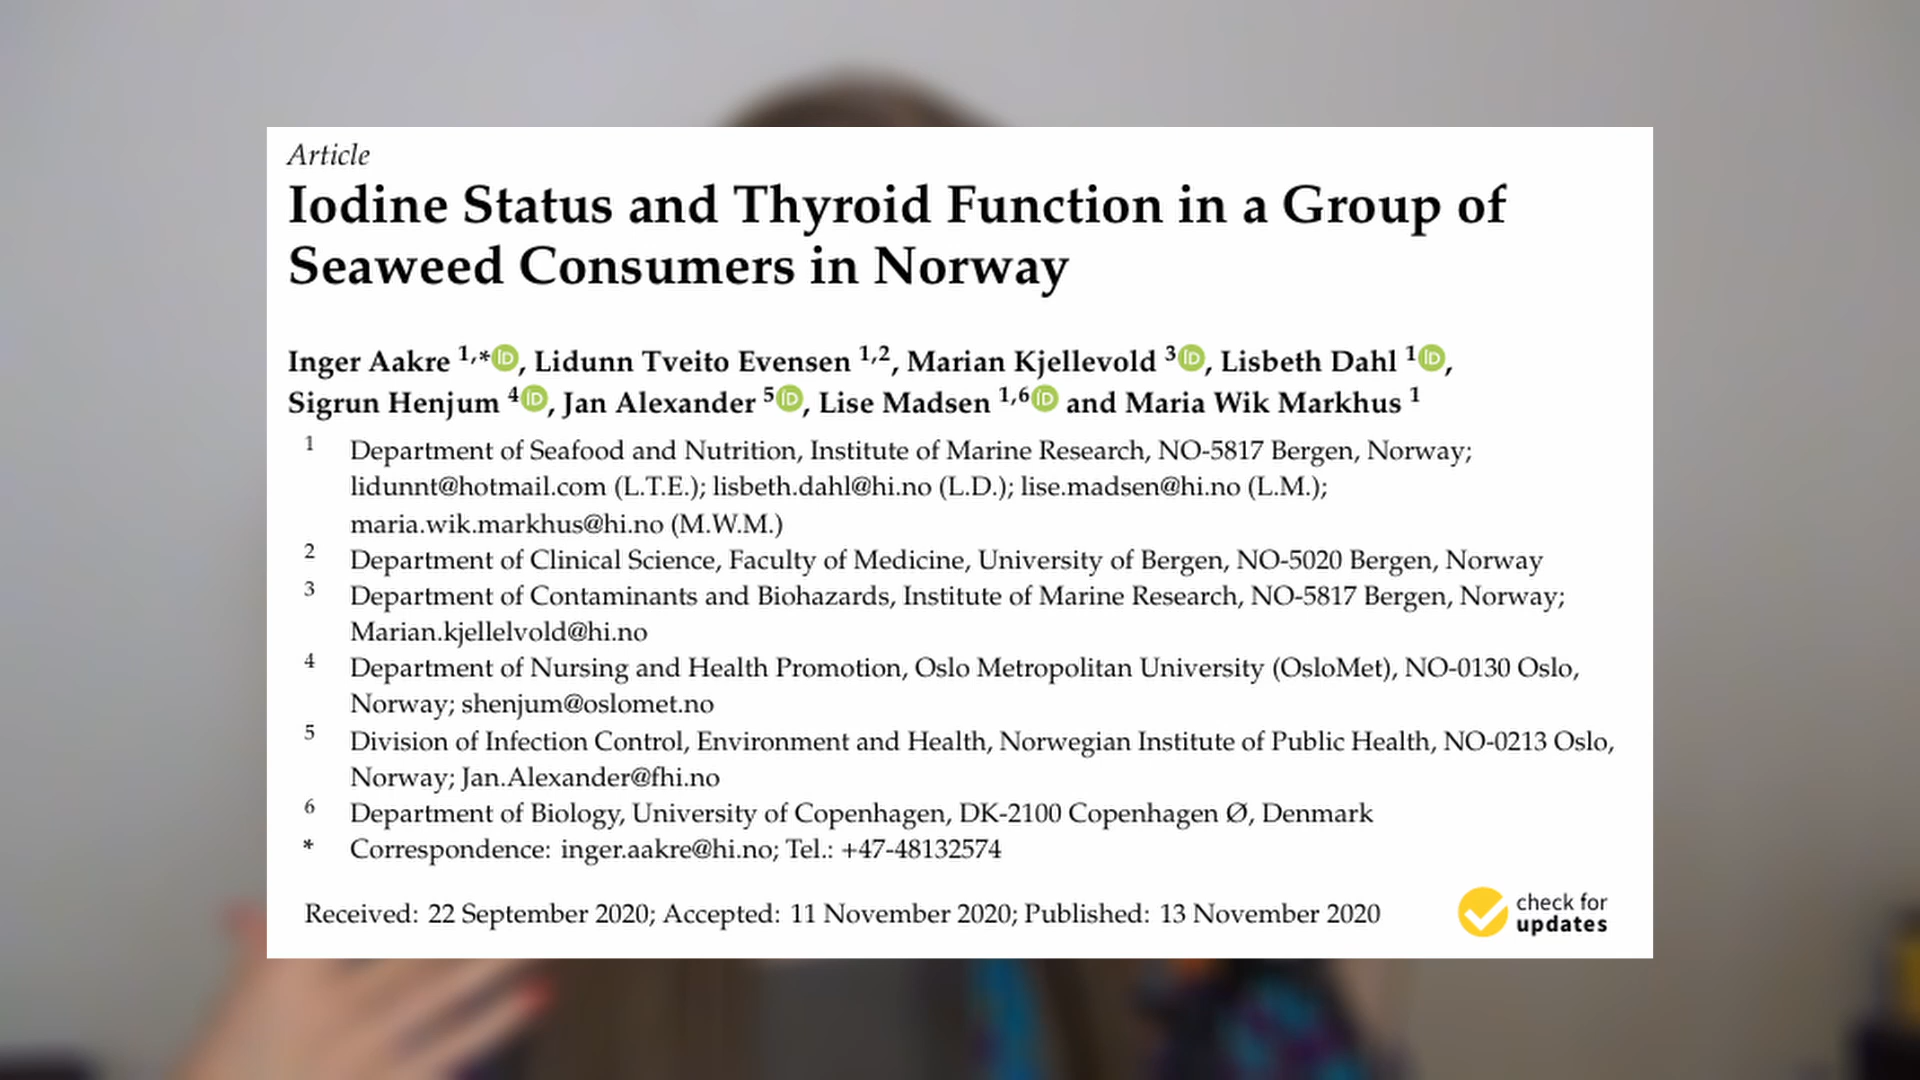 Article
Iodine Status and Thyroid Function in a Group of
Seaweed Consumers in Norway
Inger Aakre 1,* iD, Lidunn Tveito Evensen 1,2, Marian Kjellevold 3 iD, Lisbeth Dahl 1 iD,
Sigrun Henjum 4 iD, Jan Alexander 5 iD, Lise Madsen 1,6 iD and Maria Wik Markhus 1
1 Department of Seafood and Nutrition, Institute of Marine Research, NO-5817 Bergen, Norway;
lidunnt@hotmail.com (L.T.E.); lisbeth.dahl@hi.no (L.D.); lise.madsen@hi.no (L.M.);
maria.wik.markhus@hi.no (M.W.M.)
2 Department of Clinical Science, Faculty of Medicine, University of Bergen, NO-5020 Bergen, Norway
3 Department of Contaminants and Biohazards, Institute of Marine Research, NO-5817 Bergen, Norway;
Marian.kjellelvold@hi.no
4 Department of Nursing and Health Promotion, Oslo Metropolitan University (OsloMet), NO-0130 Oslo,
Norway; shenjum@oslomet.no
5 Division of Infection Control, Environment and Health, Norwegian Institute of Public Health, NO-0213 Oslo,
Norway; Jan.Alexander@fhi.no
6 Department of Biology, University of Copenhagen, DK-2100 Copenhagen Ø, Denmark
* Correspondence: inger.aakre@hi.no; Tel.: +47-48132574
Received: 22 September 2020; Accepted: 11 November 2020; Published: 13 November 2020
check for
updates